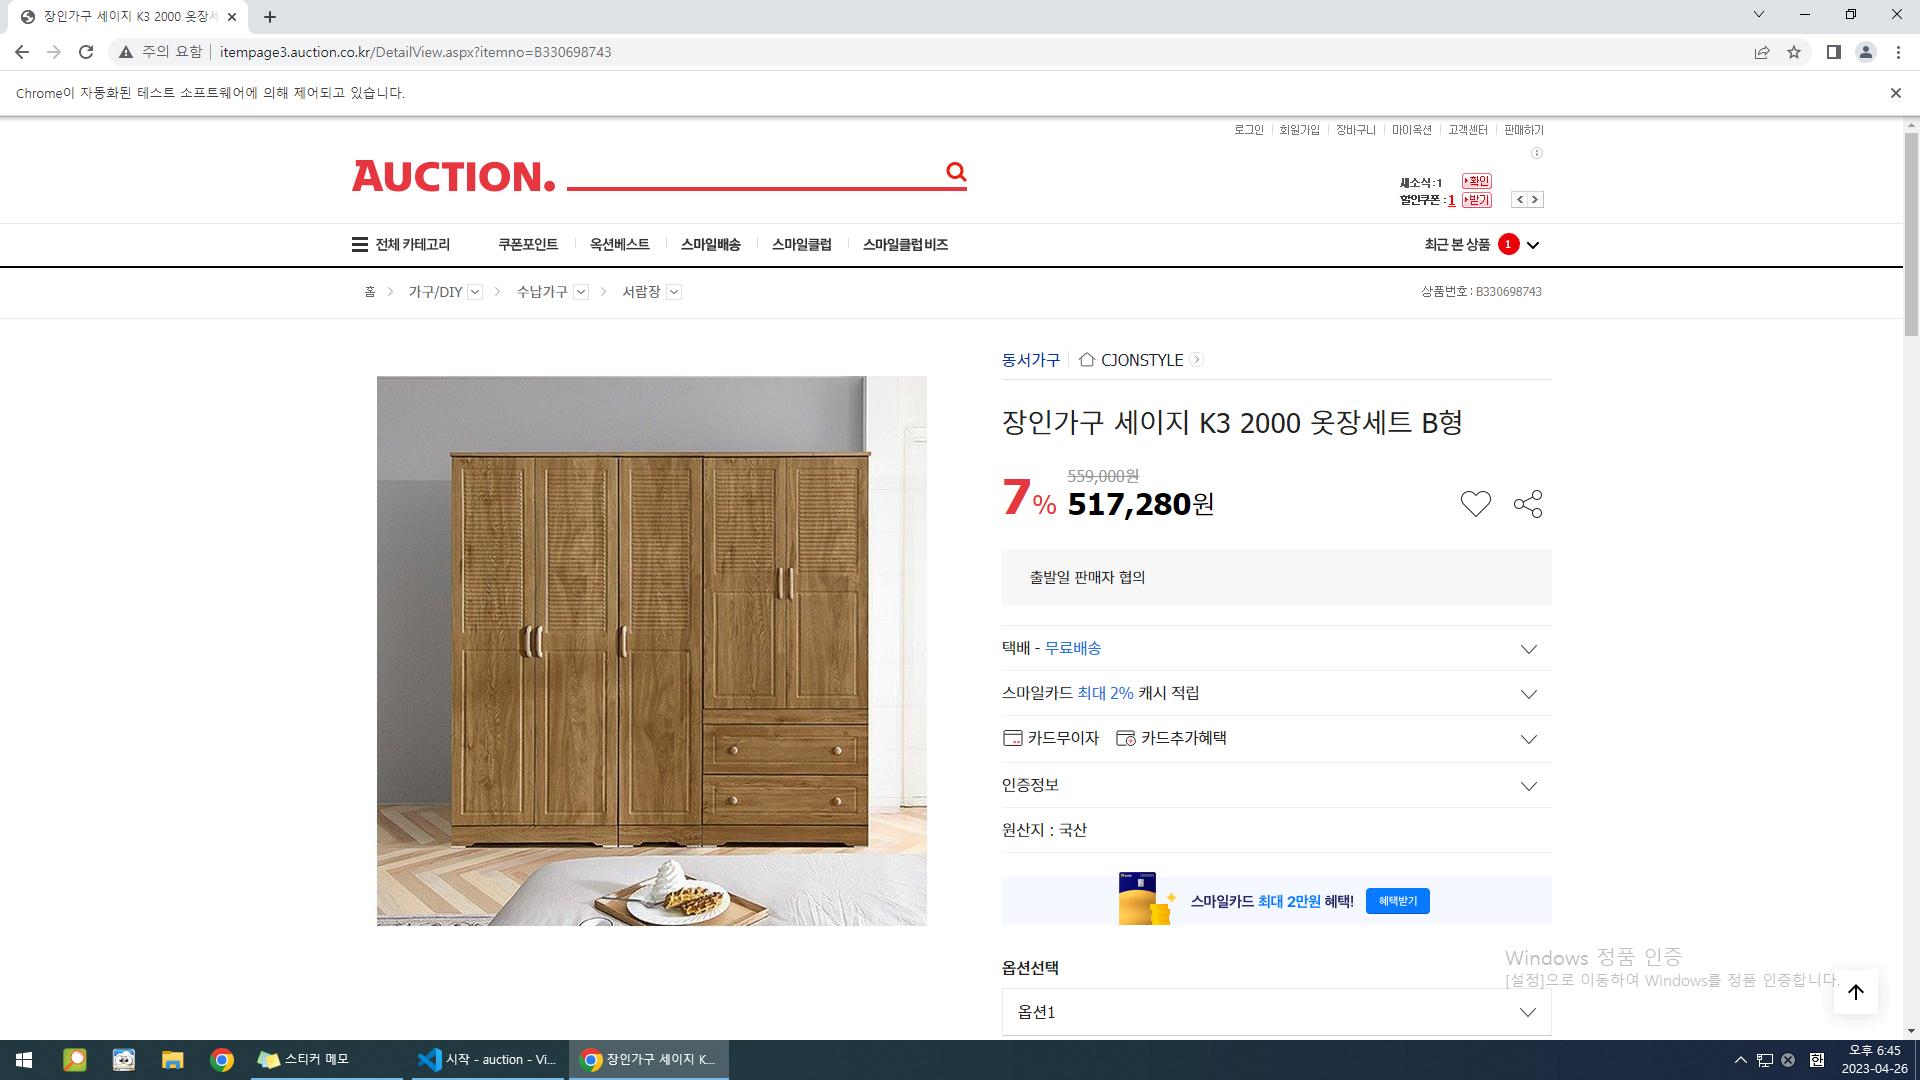 장인가구 세이지 K3 2000 옷장세
주의 요함 itempage3.auction.co.kr/DetailView.aspx?itemno=B330698743
Chrome이 자동화된 테스트 소프트웨어에 의해 제어되고 있습니다.
로그인 회원가입 장바구니 마이옥션 고객센터 판매하기
AUCTION.
새소식:1 확인
할인쿠폰:1 받기
전체 카테고리 쿠폰포인트 옥션베스트 스마일배송 스마일클럽 스마일클럽 비즈 최근 본 상품 1
홈 가구/DIY 수납가구 서랍장 상품번호 : B330698743
동서가구 CJONSTYLE
장인가구 세이지 K3 2000 옷장세트 B형
559,000원
7% 517,280원
출발일 판매자 협의
택배 - 무료배송
스마일카드 최대 2% 캐시 적립
카드무이자 카드추가혜택
인증정보
원산지 : 국산
스마일카드 최대 2만원 혜택! 혜택받기
옵션선택
옵션1
Windows 정품 인증
[설정]으로 이동하여 Windows를 정품 인증합니다.
스티커 메모 시작 - auction - Vi... 장인가구 세이지 K... 한 오후 6:45
2023-04-26